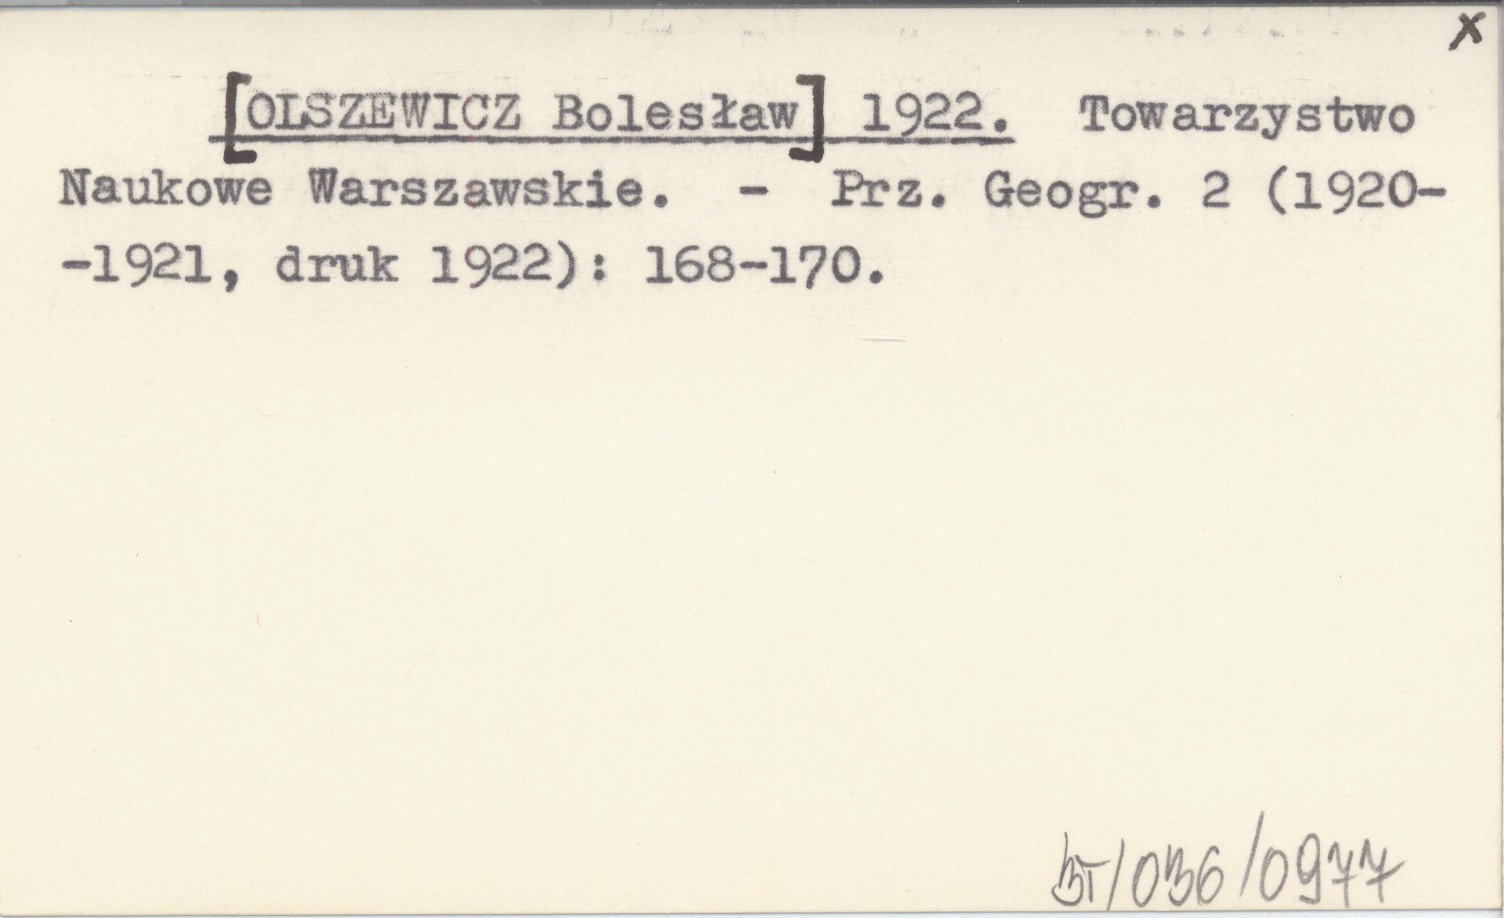 x
[OLSZEWICZ Bolesław] 1922. Towarzystwo
Naukowe Warszawskie. - Prz. Geogr. 2 (1920-
-1921, druk 1922): 168-170.
BT/036/0977